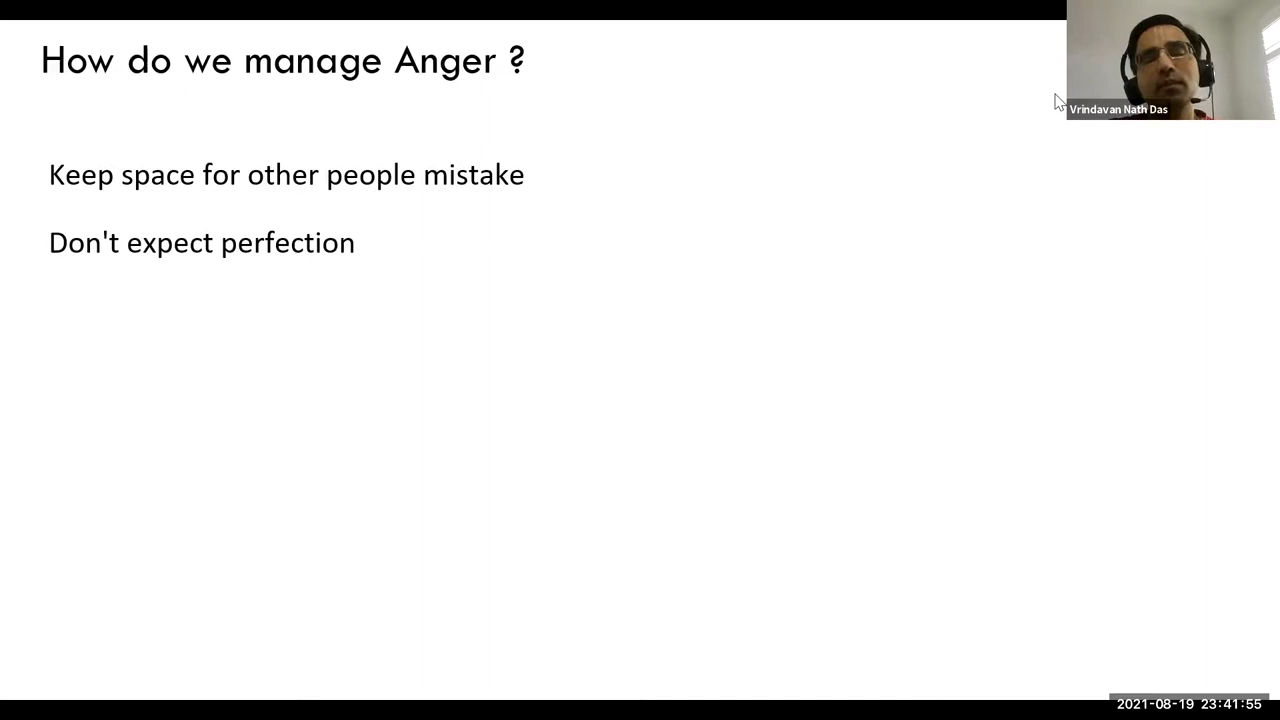 How do we manage Anger ?
Vrindavan Nath Das
Keep space for other people mistake
Don't expect perfection
2021-08-19 23:41:55